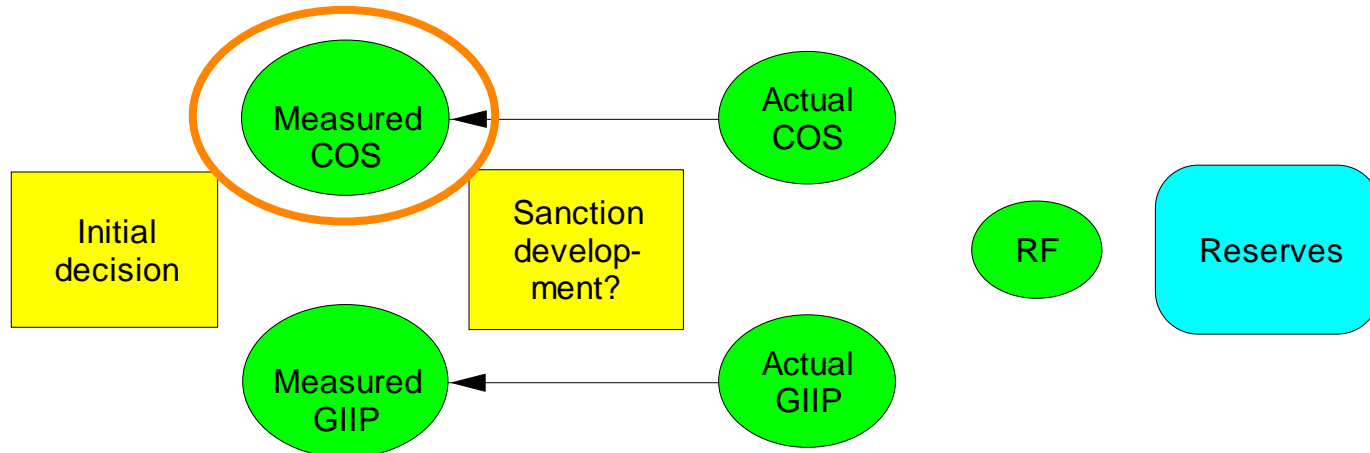 Measured
COS
Actual
COS
Initial
decision
Sanction
develop-
ment?
RF
Reserves
Measured
GIIP
Actual
GIIP